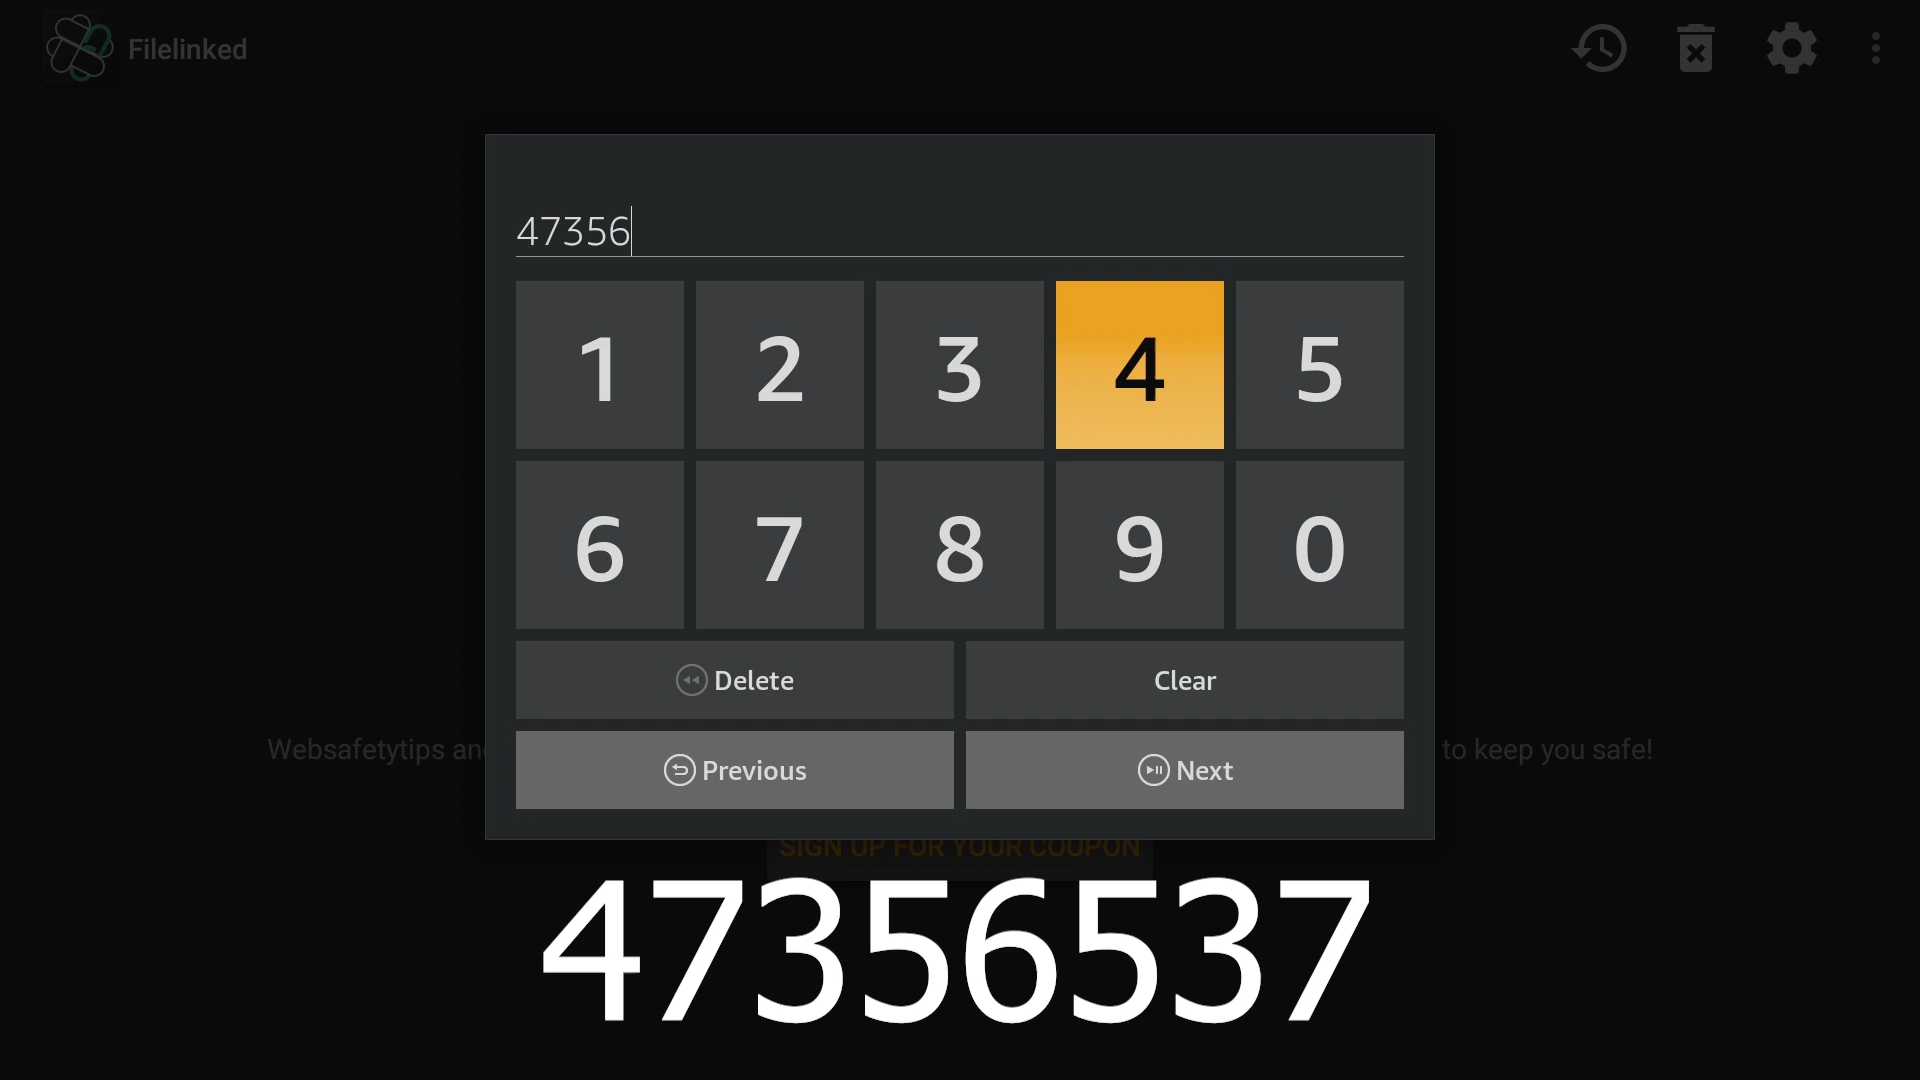 Filelinked
47356
1 2 3 4 5
6 7 8 9 0
Delete Clear
Websafetytips and to keep you safe!
Previous Next
SIGN UP FOR YOUR COUPON
47356537